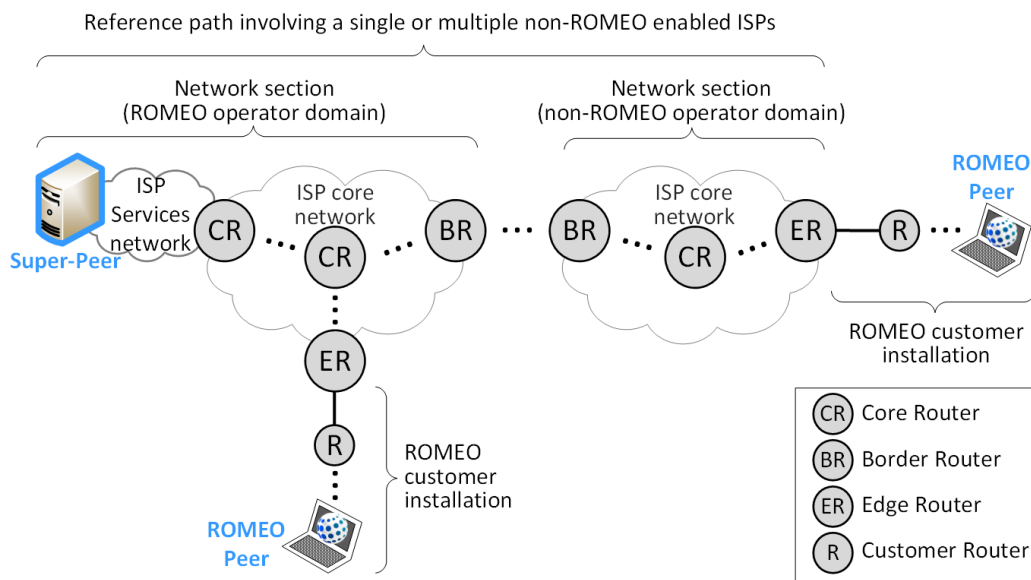 Reference path involving a single or multiple non-ROMEO enabled ISPs
Network section
(ROMEO operator domain)
Network section
(non-ROMEO operator domain)
ISP
Services
network
Super-Peer
CR
ISP core
network
CR
BR
BR
ISP core
network
CR
ER
R
ROMEO
Peer
ROMEO customer
installation
ER
R
ROMEO
customer
installation
ROMEO
Peer
CR Core Router
BR Border Router
ER Edge Router
R Customer Router